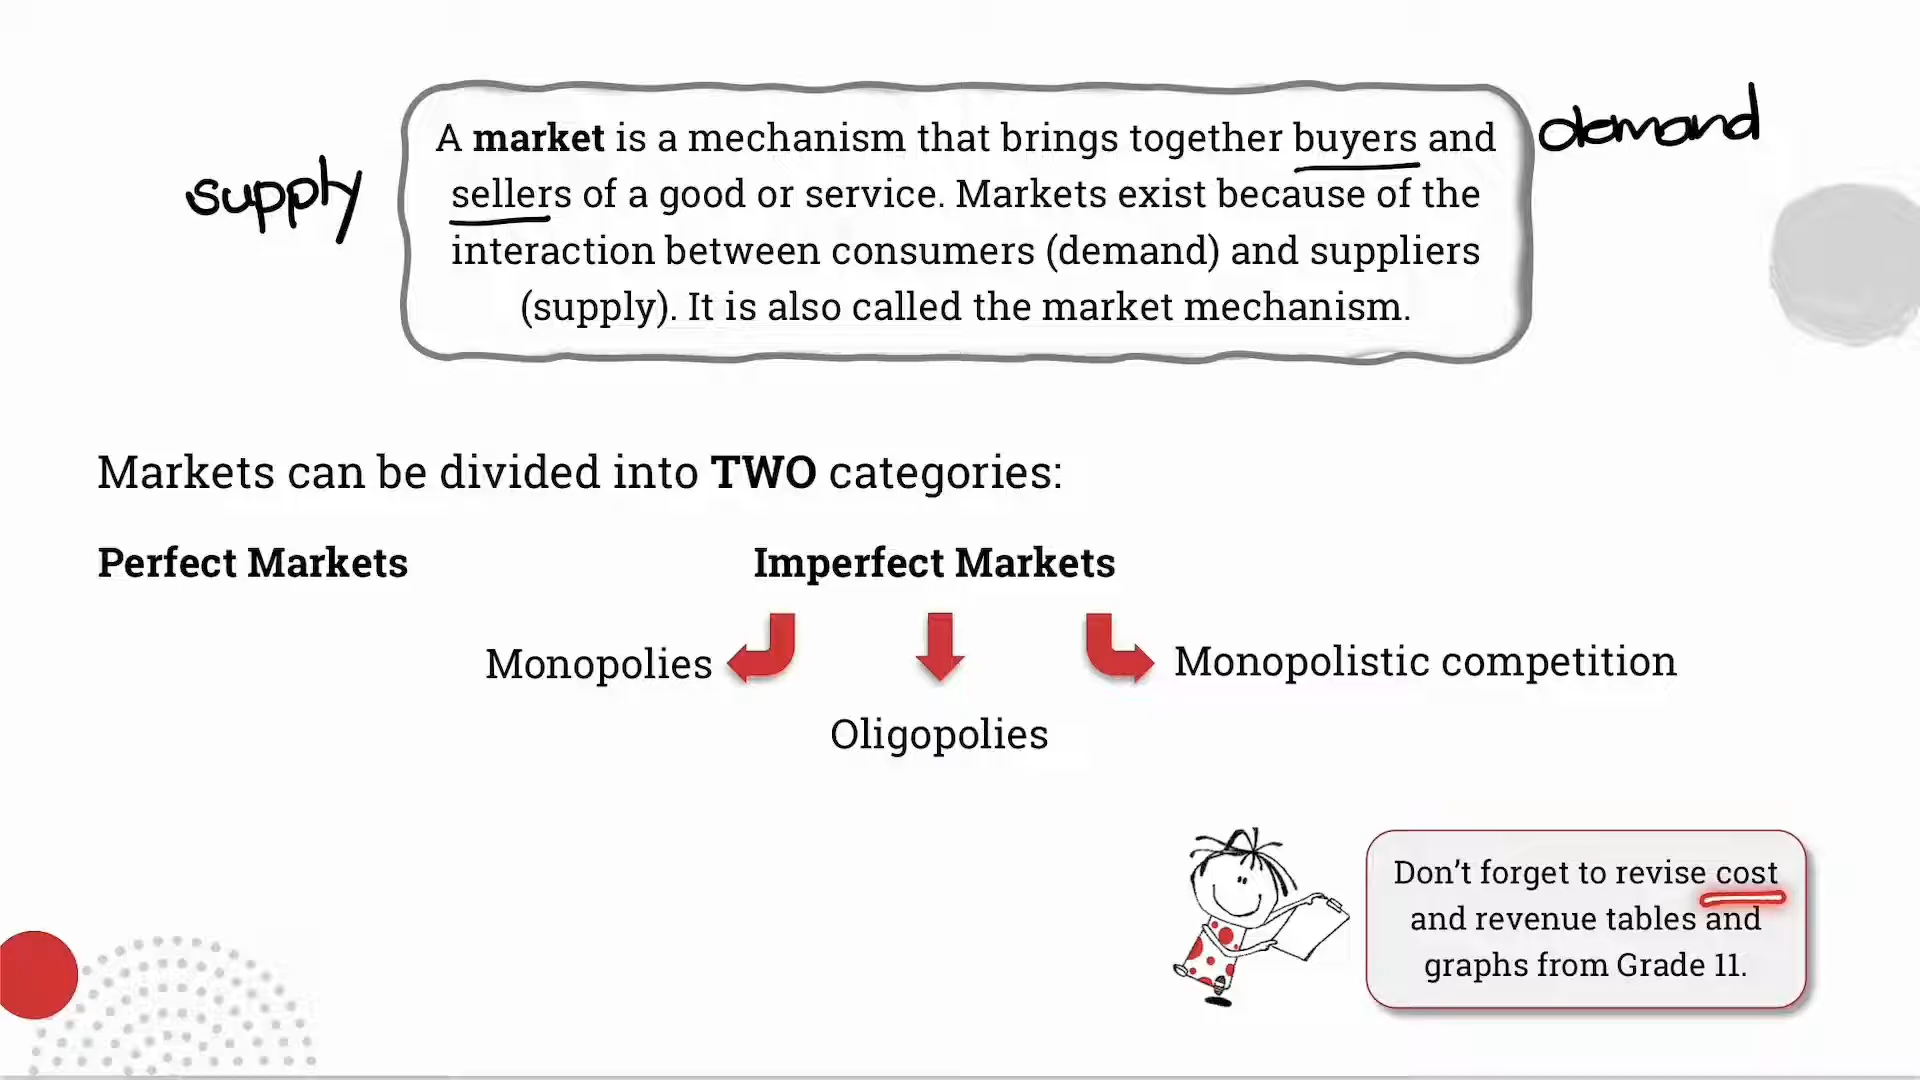 demand
A market is a mechanism that brings together buyers and
supply
sellers of a good or service. Markets exist because of the
interaction between consumers (demand) and suppliers
(supply). It is also called the market mechanism.
Markets can be divided into TWO categories:
Perfect Markets
Imperfect Markets
Monopolies
Monopolistic competition
Oligopolies
Don’t forget to revise cost
and revenue tables and
graphs from Grade 11.